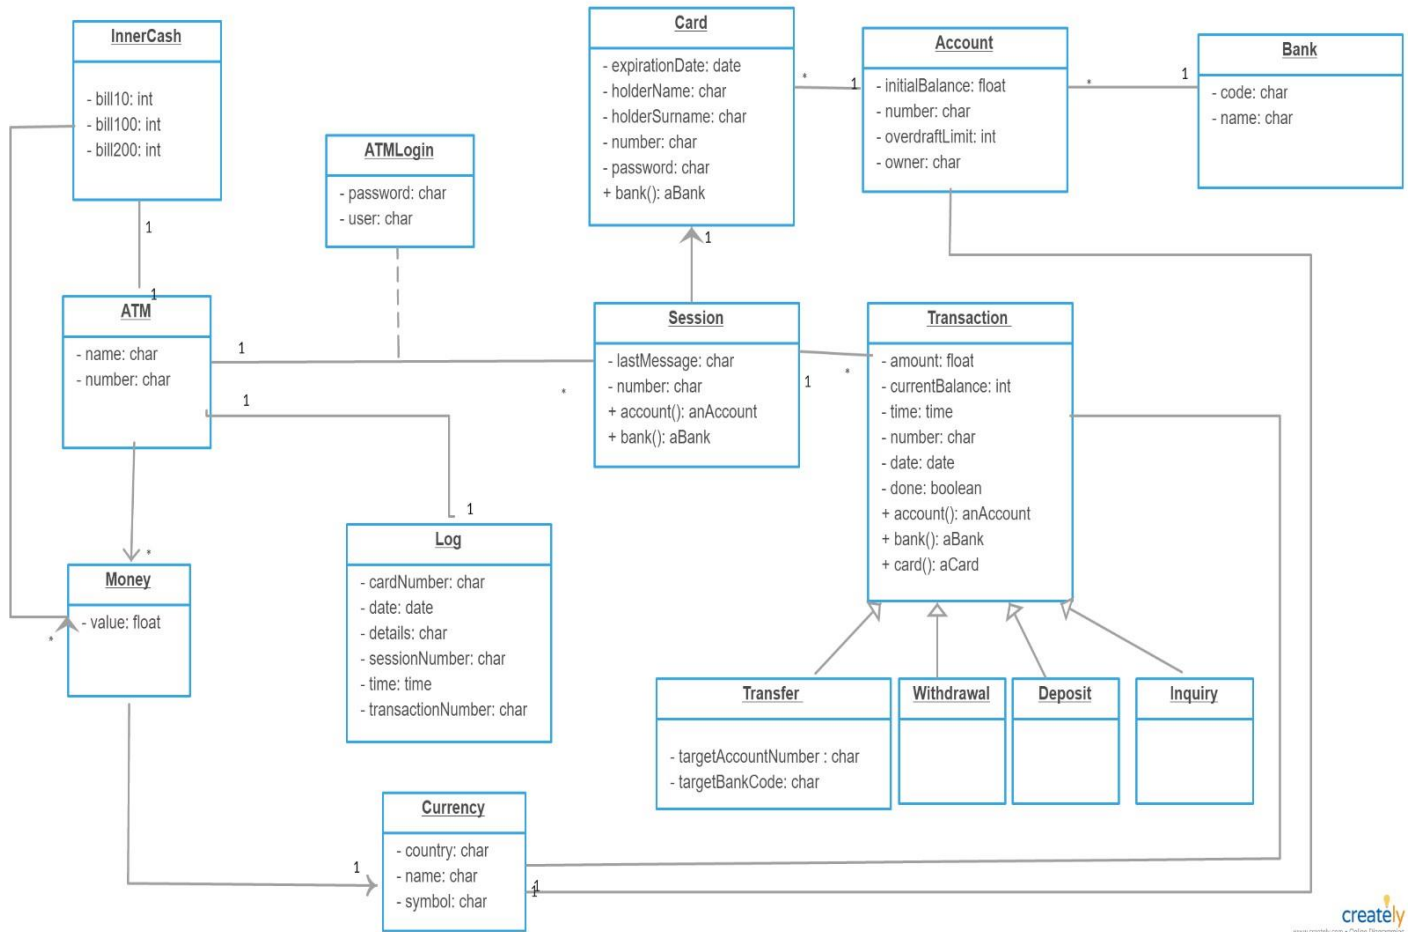 InnerCash
- bill10: int
- bill100: int
- bill200: int
1
ATMLogin
- password: char
- user: char
Card
- expirationDate: date
- holderName: char
- holderSurname: char
- number: char
- password: char
+ bank(): aBank
*
1
Account
- initialBalance: float
- number: char
- overdraftLimit: int
- owner: char
*
1
Bank
- code: char
- name: char
1
1
ATM
- name: char
- number: char
1
*
1
Session
- lastMessage: char
- number: char
+ account(): anAccount
+ bank(): aBank
1
*
Transaction
- amount: float
- currentBalance: int
- time: time
- number: char
- date: date
- done: boolean
+ account(): anAccount
+ bank(): aBank
+ card(): aCard
1
Log
- cardNumber: char
- date: date
- details: char
- sessionNumber: char
- time: time
- transactionNumber: char
*
Money
- value: float
*
Transfer
- targetAccountNumber : char
- targetBankCode: char
Withdrawal
Deposit
Inquiry
1
Currency
- country: char
- name: char
- symbol: char
1
1
creately
www.creately.com • Online Diagramming